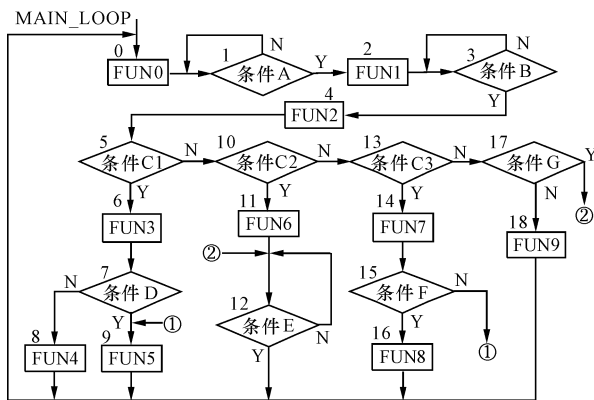 MAIN_LOOP
0 1 N Y 2 3 N
FUN0 条件A FUN1 条件B
4 Y
FUN2
5 N 10 N 13 N 17 Y
条件C1 条件C2 条件C3 条件G
6 Y 11 Y 14 Y N ②
FUN3 FUN6 FUN7 18 FUN9
7 ② 15
N 条件D 条件F N
12
Y ① 条件E N Y ①
8 9 Y 16
FUN4 FUN5 FUN8